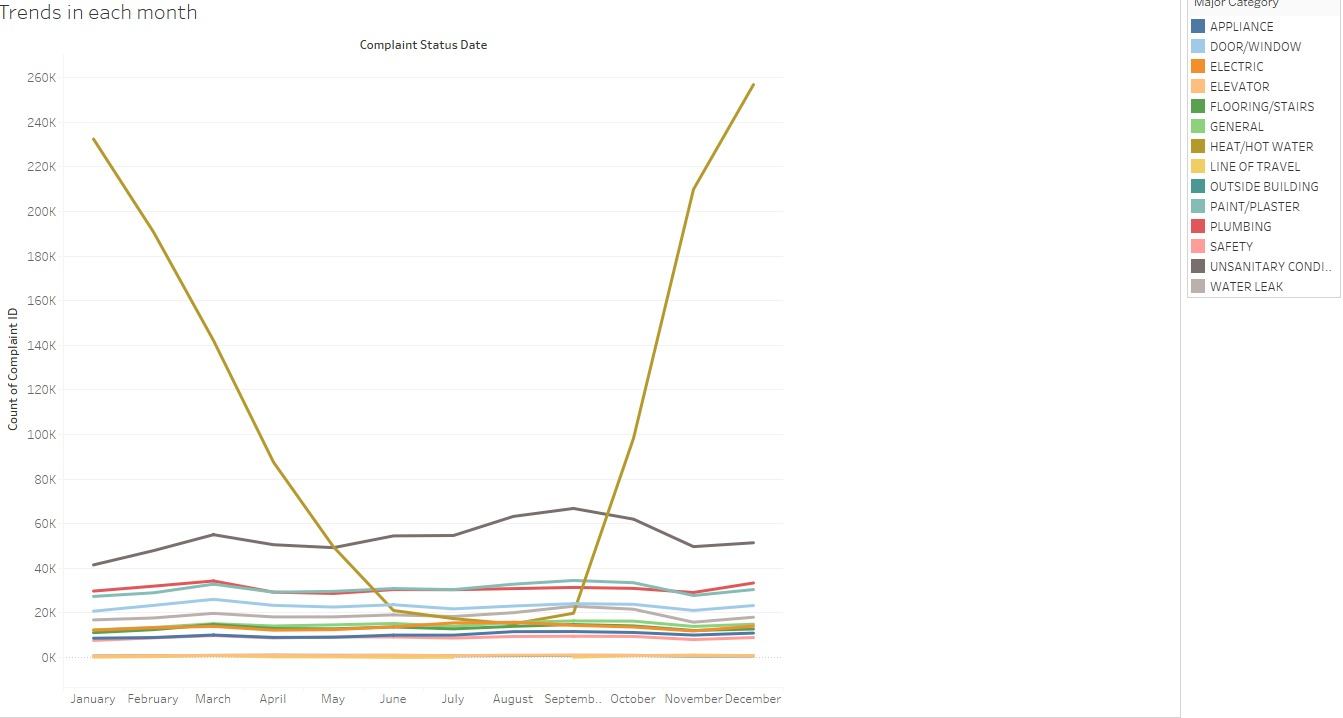 Trends in each month
Major Category
Complaint Status Date
APPLIANCE
DOOR/WINDOW
ELECTRIC
ELEVATOR
FLOORING/STAIRS
GENERAL
HEAT/HOT WATER
LINE OF TRAVEL
OUTSIDE BUILDING
PAINT/PLASTER
PLUMBING
SAFETY
UNSANITARY CONDI..
WATER LEAK
Count of Complaint ID
260K
240K
220K
200K
180K
160K
140K
120K
100K
80K
60K
40K
20K
0K
January February March April May June July August Septemb.. October November December